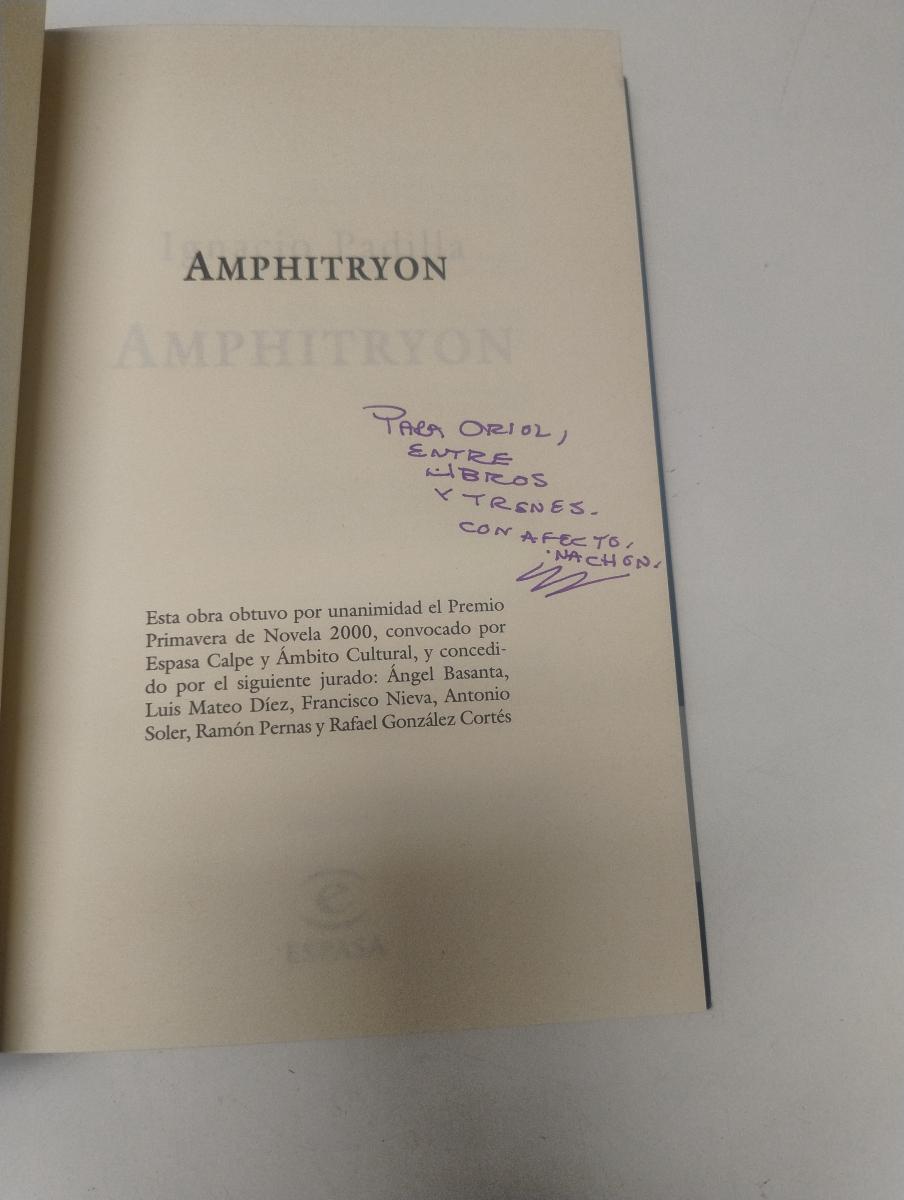 Ignacio Padilla
AMPHITRYON
AMPHITRYON
PARA ORIOL,
ENTRE
LIBROS
Y TRENES.
CON AFECTO,
NACHON.
Esta obra obtuvo por unanimidad el Premio
Primavera de Novela 2000, convocado por
Espasa Calpe y Ámbito Cultural, y concedi-
do por el siguiente jurado: Ángel Basanta,
Luis Mateo Díez, Francisco Nieva, Antonio
Soler, Ramón Pernas y Rafael González Cortés
e
ESPASA